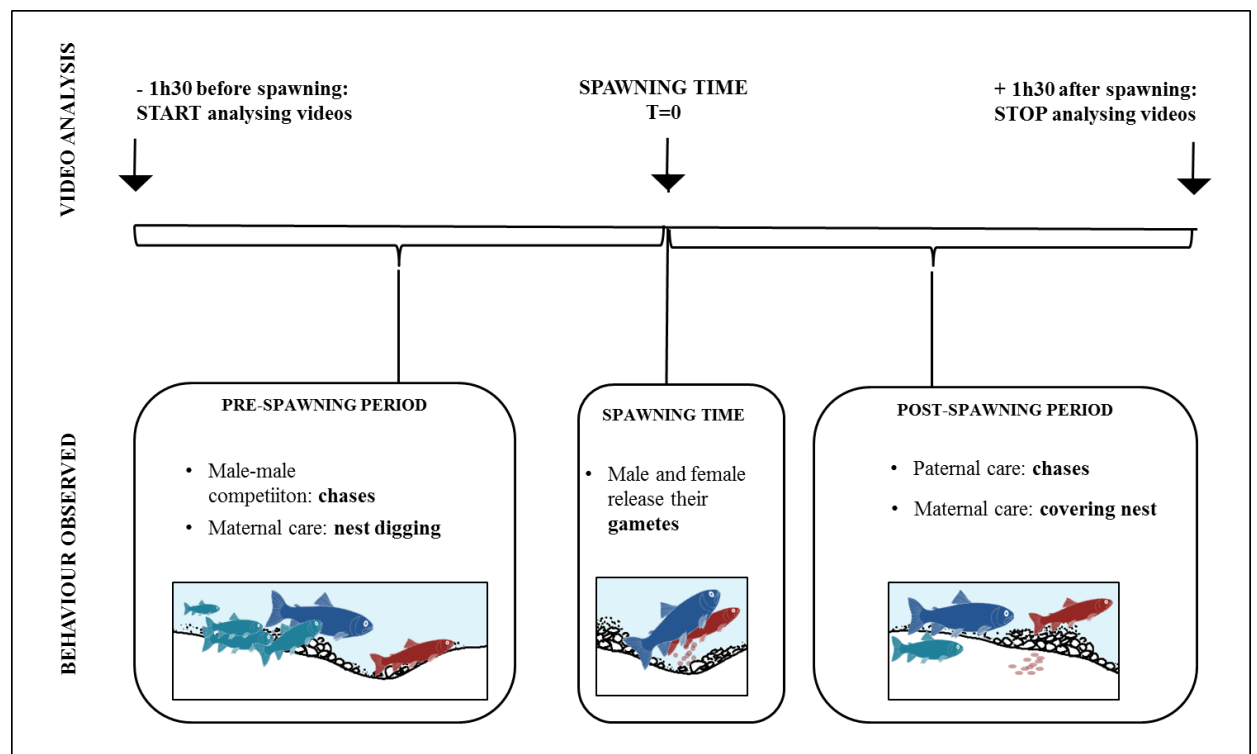 VIDEO ANALYSIS
- 1h30 before spawning:
START analysing videos
SPAWNING TIME
T=0
+ 1h30 after spawning:
STOP analysing videos
BEHAVIOUR OBSERVED
PRE-SPAWNING PERIOD
• Male-male
competiiton: chases
• Maternal care: nest digging
SPAWNING TIME
• Male and female
release their
gametes
POST-SPAWNING PERIOD
• Paternal care: chases
• Maternal care: covering nest